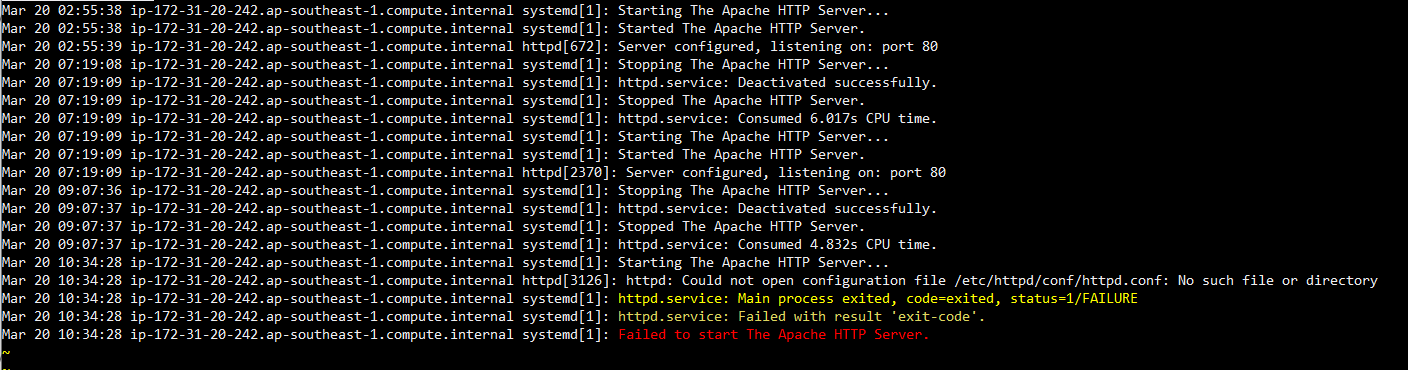 Mar 20 02:55:38 ip-172-31-20-242.ap-southeast-1.compute.internal systemd[1]: Starting The Apache HTTP Server...
Mar 20 02:55:38 ip-172-31-20-242.ap-southeast-1.compute.internal systemd[1]: Started The Apache HTTP Server.
Mar 20 02:55:39 ip-172-31-20-242.ap-southeast-1.compute.internal httpd[672]: Server configured, listening on: port 80
Mar 20 07:19:08 ip-172-31-20-242.ap-southeast-1.compute.internal systemd[1]: Stopping The Apache HTTP Server...
Mar 20 07:19:09 ip-172-31-20-242.ap-southeast-1.compute.internal systemd[1]: httpd.service: Deactivated successfully.
Mar 20 07:19:09 ip-172-31-20-242.ap-southeast-1.compute.internal systemd[1]: Stopped The Apache HTTP Server.
Mar 20 07:19:09 ip-172-31-20-242.ap-southeast-1.compute.internal systemd[1]: httpd.service: Consumed 6.017s CPU time.
Mar 20 07:19:09 ip-172-31-20-242.ap-southeast-1.compute.internal systemd[1]: Starting The Apache HTTP Server...
Mar 20 07:19:09 ip-172-31-20-242.ap-southeast-1.compute.internal systemd[1]: Started The Apache HTTP Server.
Mar 20 07:19:09 ip-172-31-20-242.ap-southeast-1.compute.internal httpd[2370]: Server configured, listening on: port 80
Mar 20 09:07:36 ip-172-31-20-242.ap-southeast-1.compute.internal systemd[1]: Stopping The Apache HTTP Server...
Mar 20 09:07:37 ip-172-31-20-242.ap-southeast-1.compute.internal systemd[1]: httpd.service: Deactivated successfully.
Mar 20 09:07:37 ip-172-31-20-242.ap-southeast-1.compute.internal systemd[1]: Stopped The Apache HTTP Server.
Mar 20 09:07:37 ip-172-31-20-242.ap-southeast-1.compute.internal systemd[1]: httpd.service: Consumed 4.832s CPU time.
Mar 20 10:34:28 ip-172-31-20-242.ap-southeast-1.compute.internal systemd[1]: Starting The Apache HTTP Server...
Mar 20 10:34:28 ip-172-31-20-242.ap-southeast-1.compute.internal httpd[3126]: httpd: Could not open configuration file /etc/httpd/conf/httpd.conf: No such file or directory
Mar 20 10:34:28 ip-172-31-20-242.ap-southeast-1.compute.internal systemd[1]: httpd.service: Main process exited, code=exited, status=1/FAILURE
Mar 20 10:34:28 ip-172-31-20-242.ap-southeast-1.compute.internal systemd[1]: httpd.service: Failed with result 'exit-code'.
Mar 20 10:34:28 ip-172-31-20-242.ap-southeast-1.compute.internal systemd[1]: Failed to start The Apache HTTP Server.
~
~